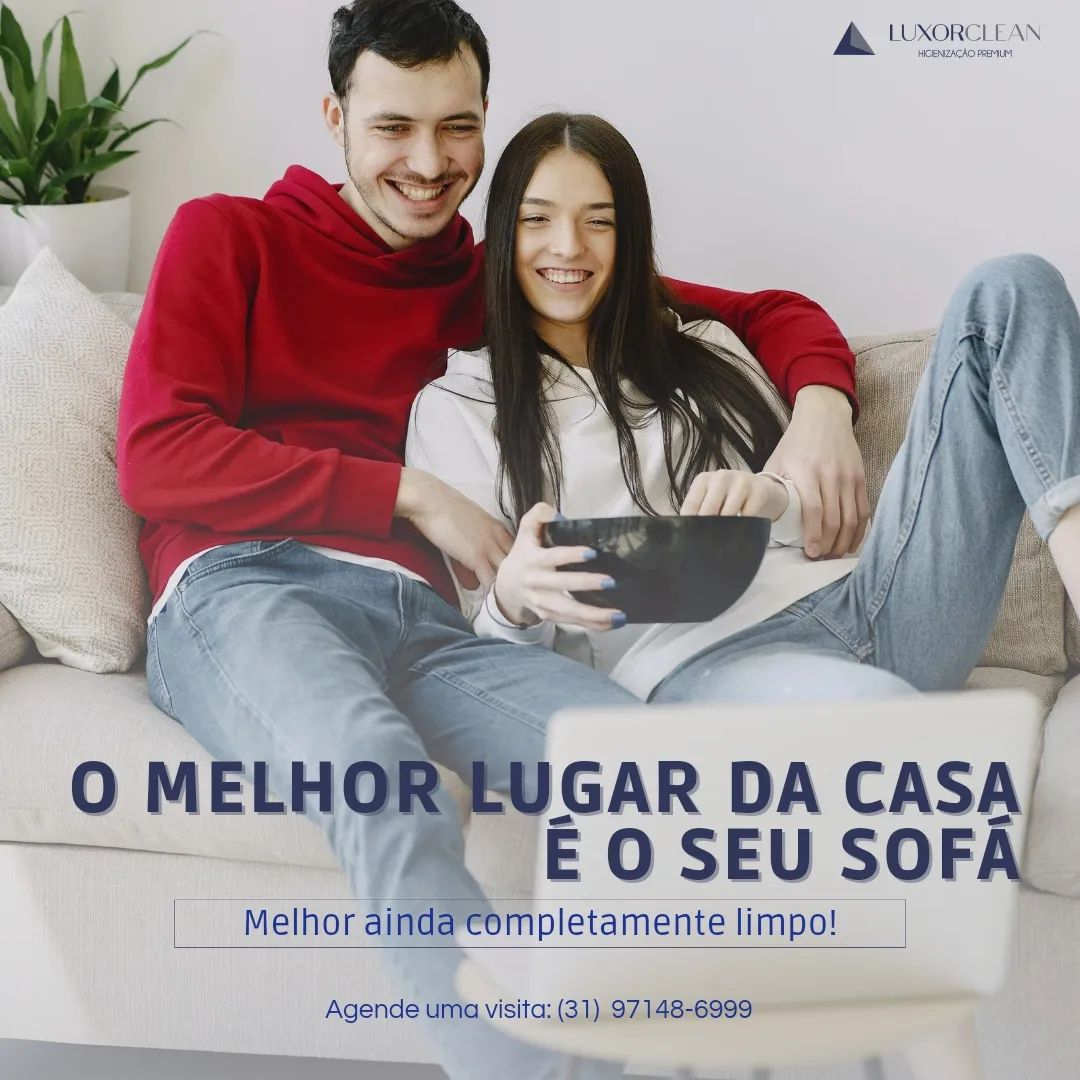 LUXORCLEAN
HIGIENIZAÇÃO PREMIUM
O MELHOR LUGAR DA CASA
É O SEU SOFÁ
Melhor ainda completamente limpo!
Agende uma visita: (31) 97148-6999